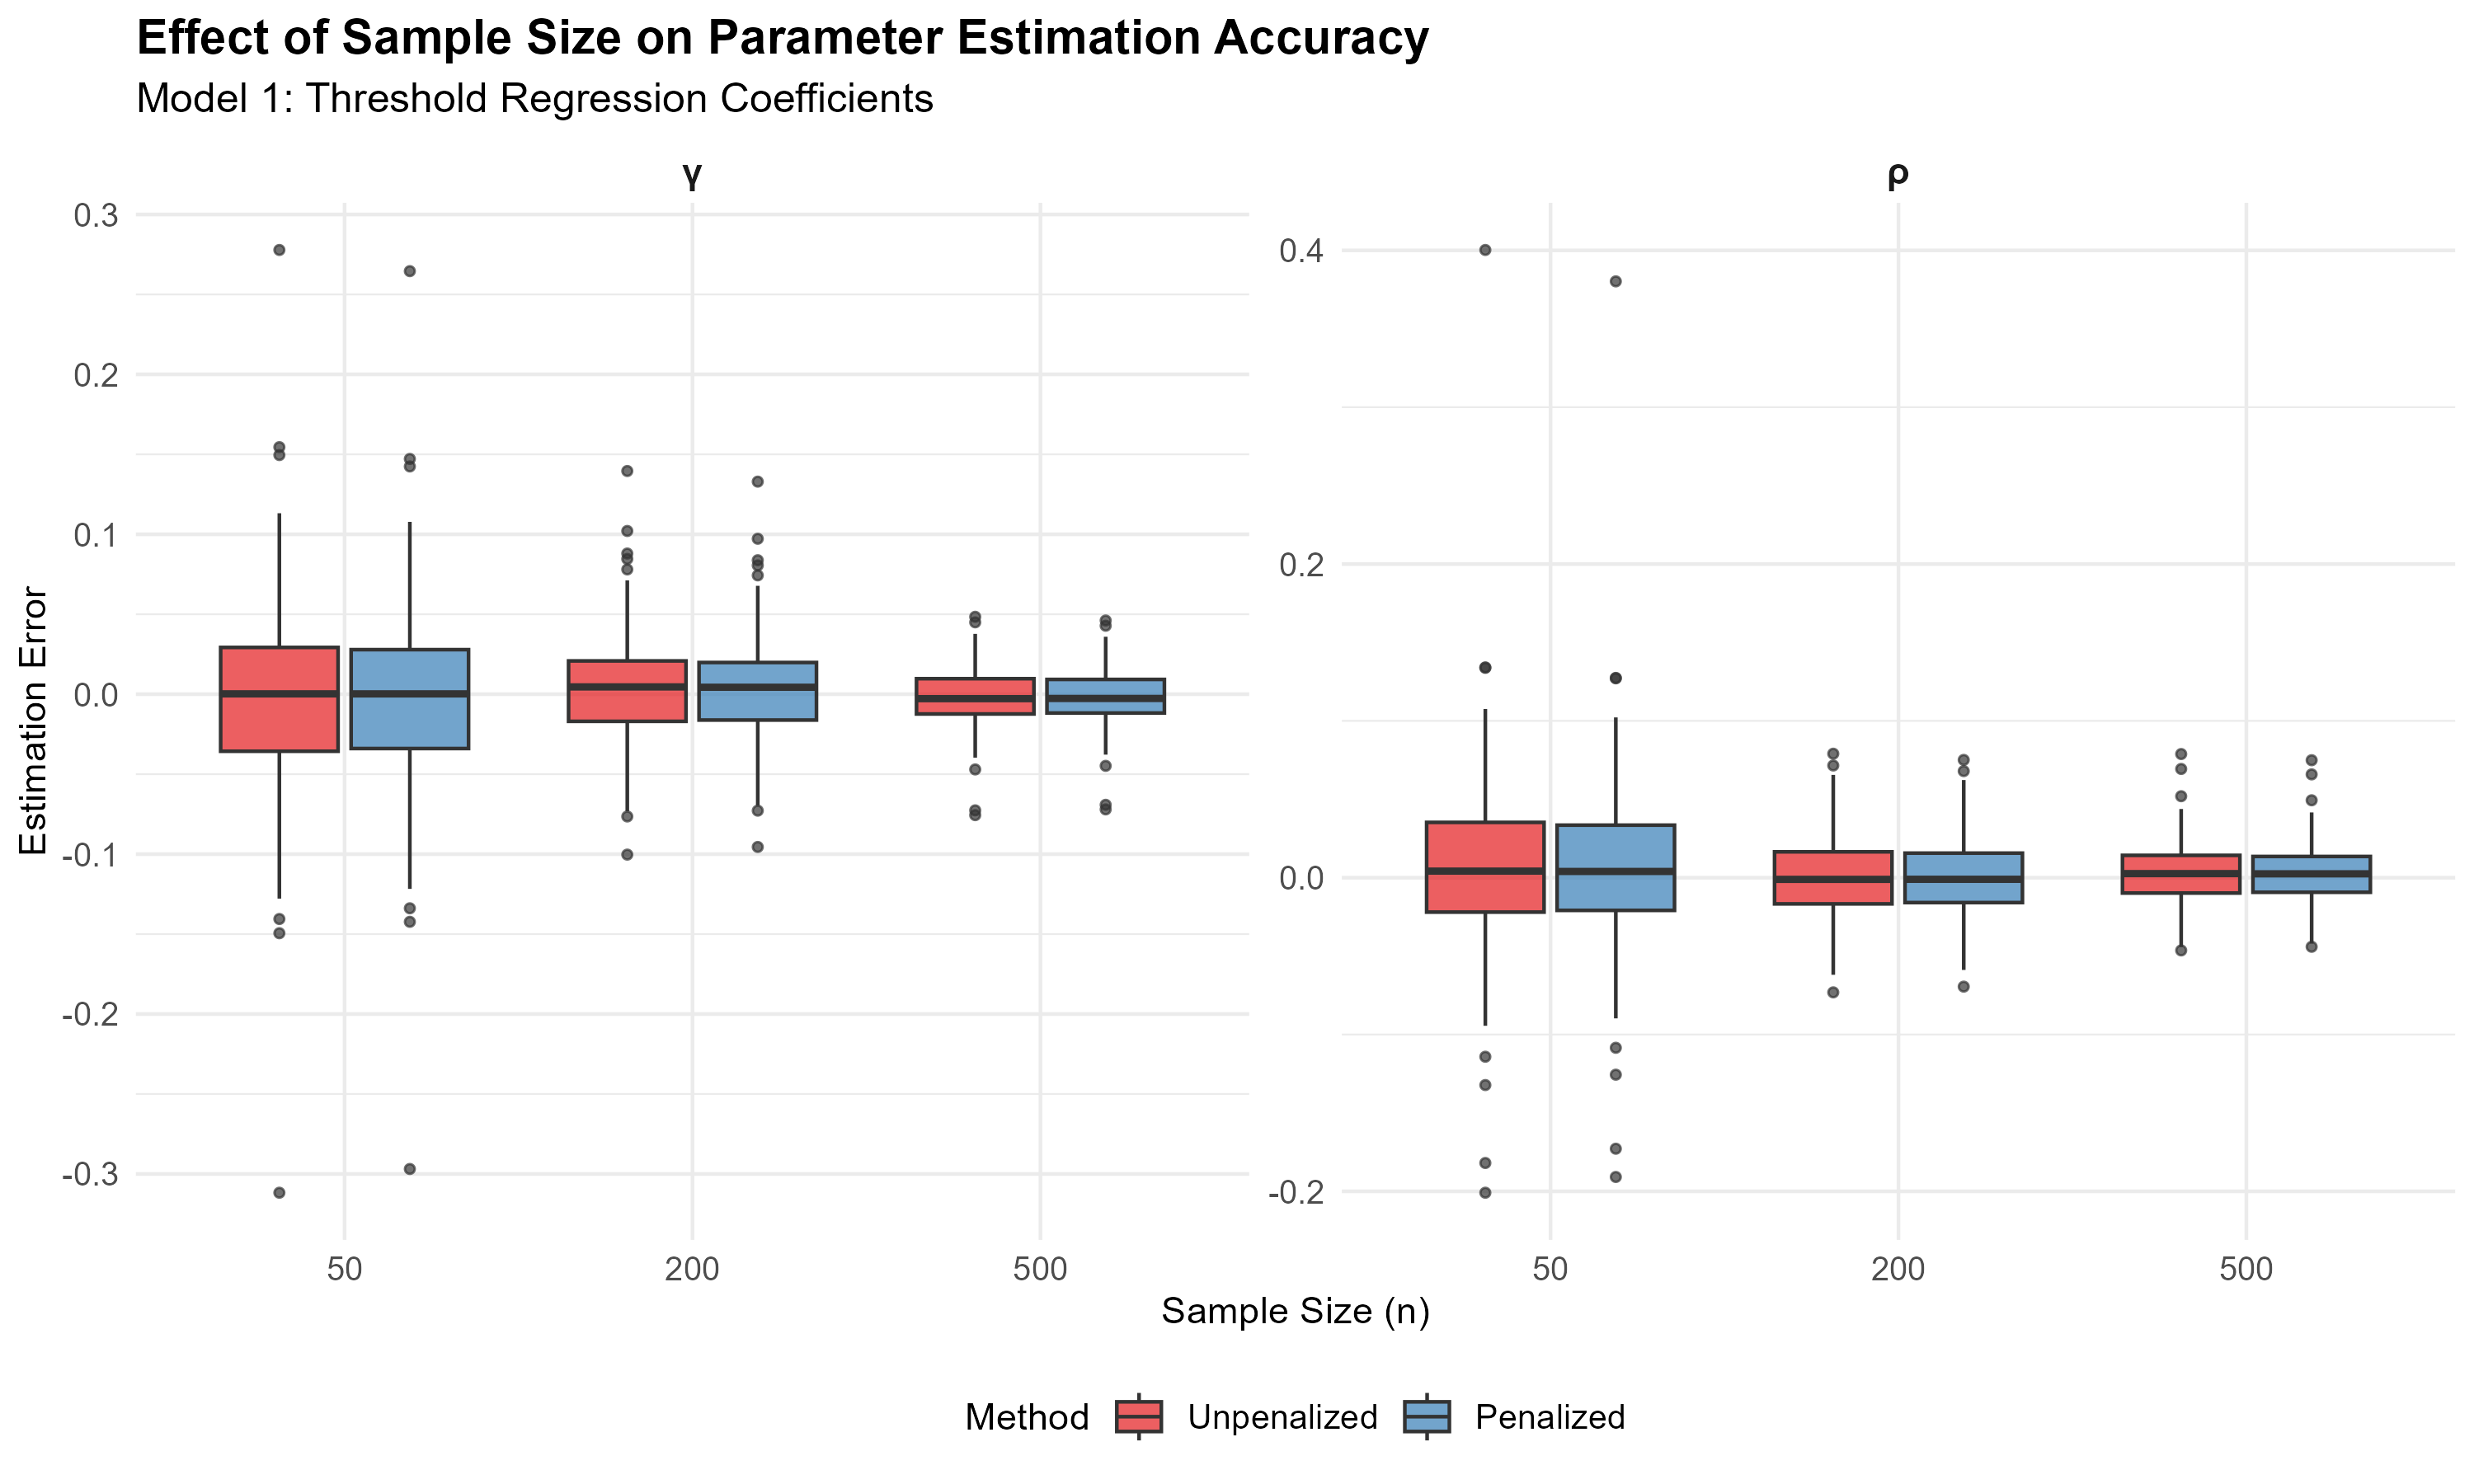 Effect of Sample Size on Parameter Estimation Accuracy
Model 1: Threshold Regression Coefficients
γ
ρ
Estimation Error
0.3
0.2
0.1
0.0
-0.1
-0.2
-0.3
0.4
0.2
0.0
-0.2
50 200 500
50 200 500
Sample Size (n)
Method Unpenalized Penalized